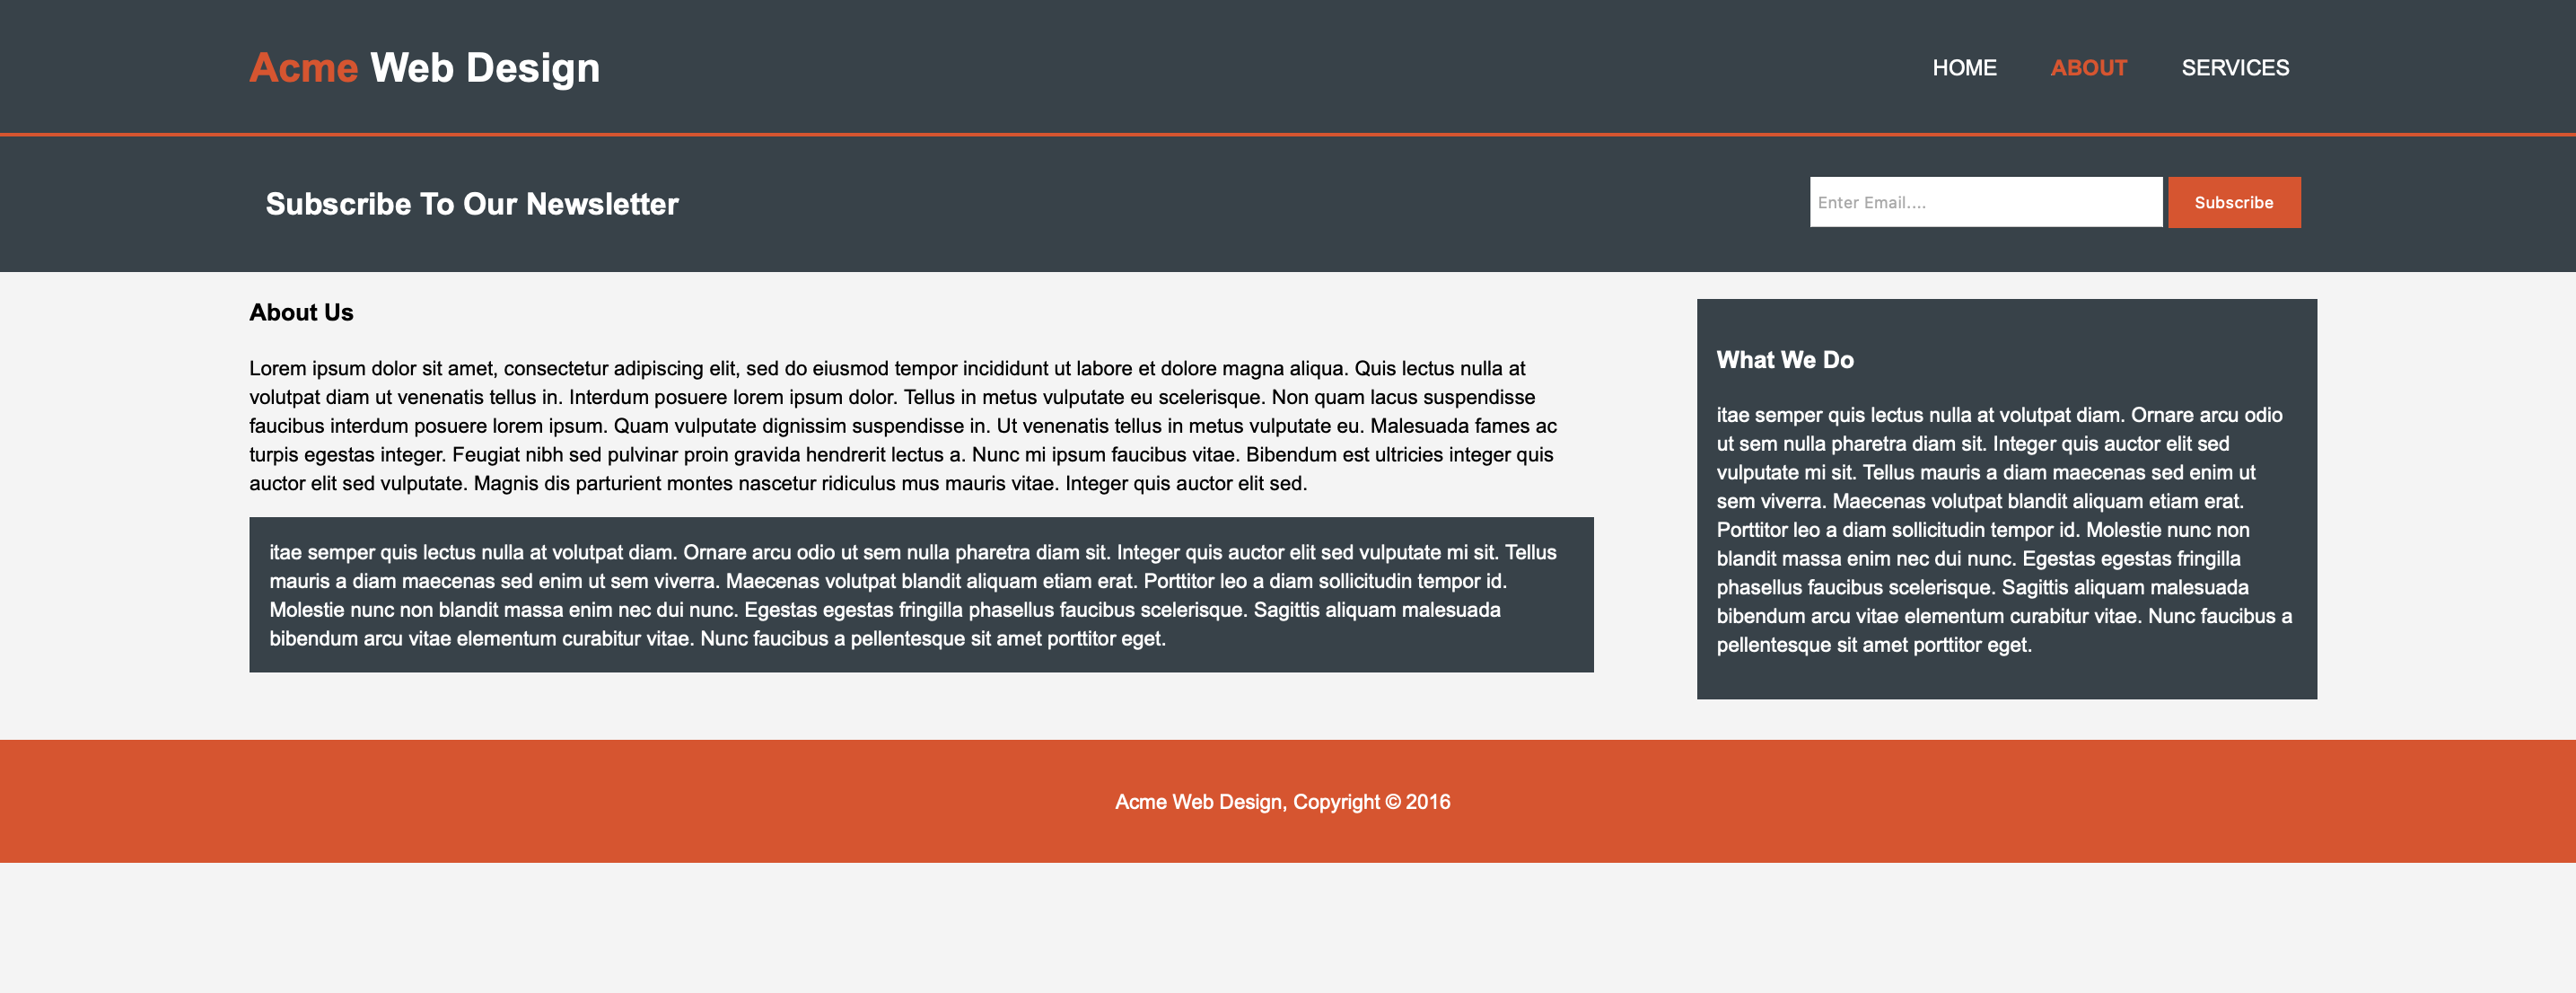 Acme Web Design
HOME ABOUT SERVICES
Subscribe To Our Newsletter
Enter Email.... Subscribe
About Us
Lorem ipsum dolor sit amet, consectetur adipiscing elit, sed do eiusmod tempor incididunt ut labore et dolore magna aliqua. Quis lectus nulla at
volutpat diam ut venenatis tellus in. Interdum posuere lorem ipsum dolor. Tellus in metus vulputate eu scelerisque. Non quam lacus suspendisse
faucibus interdum posuere lorem ipsum. Quam vulputate dignissim suspendisse in. Ut venenatis tellus in metus vulputate eu. Malesuada fames ac
turpis egestas integer. Feugiat nibh sed pulvinar proin gravida hendrerit lectus a. Nunc mi ipsum faucibus vitae. Bibendum est ultricies integer quis
auctor elit sed vulputate. Magnis dis parturient montes nascetur ridiculus mus mauris vitae. Integer quis auctor elit sed.
itae semper quis lectus nulla at volutpat diam. Ornare arcu odio ut sem nulla pharetra diam sit. Integer quis auctor elit sed vulputate mi sit. Tellus
mauris a diam maecenas sed enim ut sem viverra. Maecenas volutpat blandit aliquam etiam erat. Porttitor leo a diam sollicitudin tempor id.
Molestie nunc non blandit massa enim nec dui nunc. Egestas egestas fringilla phasellus faucibus scelerisque. Sagittis aliquam malesuada
bibendum arcu vitae elementum curabitur vitae. Nunc faucibus a pellentesque sit amet porttitor eget.
What We Do
itae semper quis lectus nulla at volutpat diam. Ornare arcu odio
ut sem nulla pharetra diam sit. Integer quis auctor elit sed
vulputate mi sit. Tellus mauris a diam maecenas sed enim ut
sem viverra. Maecenas volutpat blandit aliquam etiam erat.
Porttitor leo a diam sollicitudin tempor id. Molestie nunc non
blandit massa enim nec dui nunc. Egestas egestas fringilla
phasellus faucibus scelerisque. Sagittis aliquam malesuada
bibendum arcu vitae elementum curabitur vitae. Nunc faucibus a
pellentesque sit amet porttitor eget.
Acme Web Design, Copyright © 2016